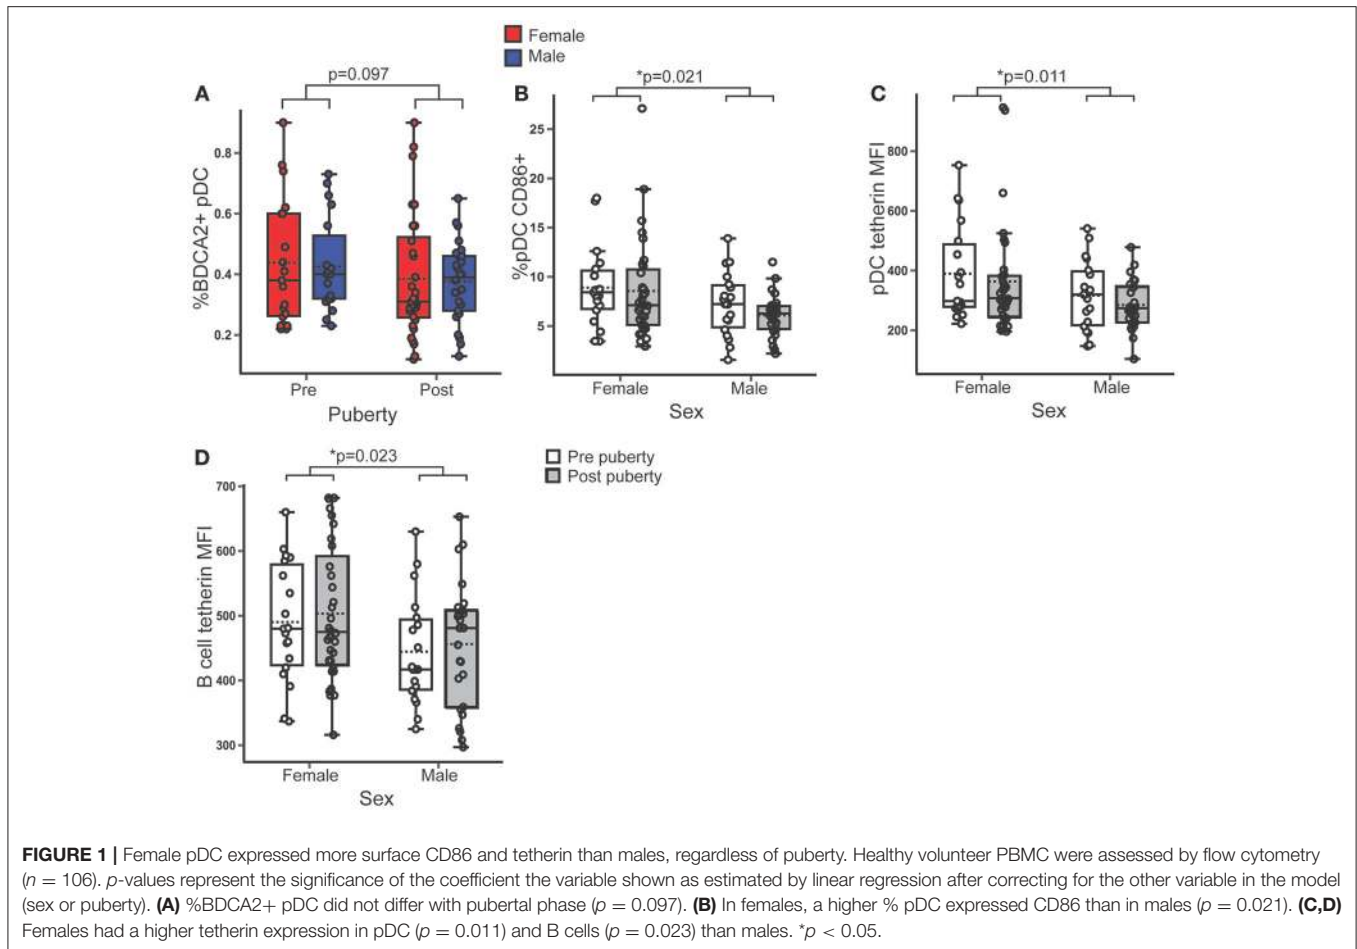 Female
Male
A
p=0.097
%BDCA2+ pDC
0.8
0.6
0.4
0.2
Pre
Post
Puberty
B
*p=0.021
%pDC CD86+
25
20
15
10
5
Female
Male
Sex
C
*p=0.011
pDC tetherin MFI
800
600
400
200
Female
Male
Sex
D
*p=0.023
B cell tetherin MFI
700
600
500
400
300
Female
Male
Sex
Pre puberty
Post puberty
FIGURE 1 | Female pDC expressed more surface CD86 and tetherin than males, regardless of puberty. Healthy volunteer PBMC were assessed by flow cytometry
(n = 106). p-values represent the significance of the coefficient the variable shown as estimated by linear regression after correcting for the other variable in the model
(sex or puberty). (A) %BDCA2+ pDC did not differ with pubertal phase (p = 0.097). (B) In females, a higher % pDC expressed CD86 than in males (p = 0.021). (C,D)
Females had a higher tetherin expression in pDC (p = 0.011) and B cells (p = 0.023) than males. *p < 0.05.